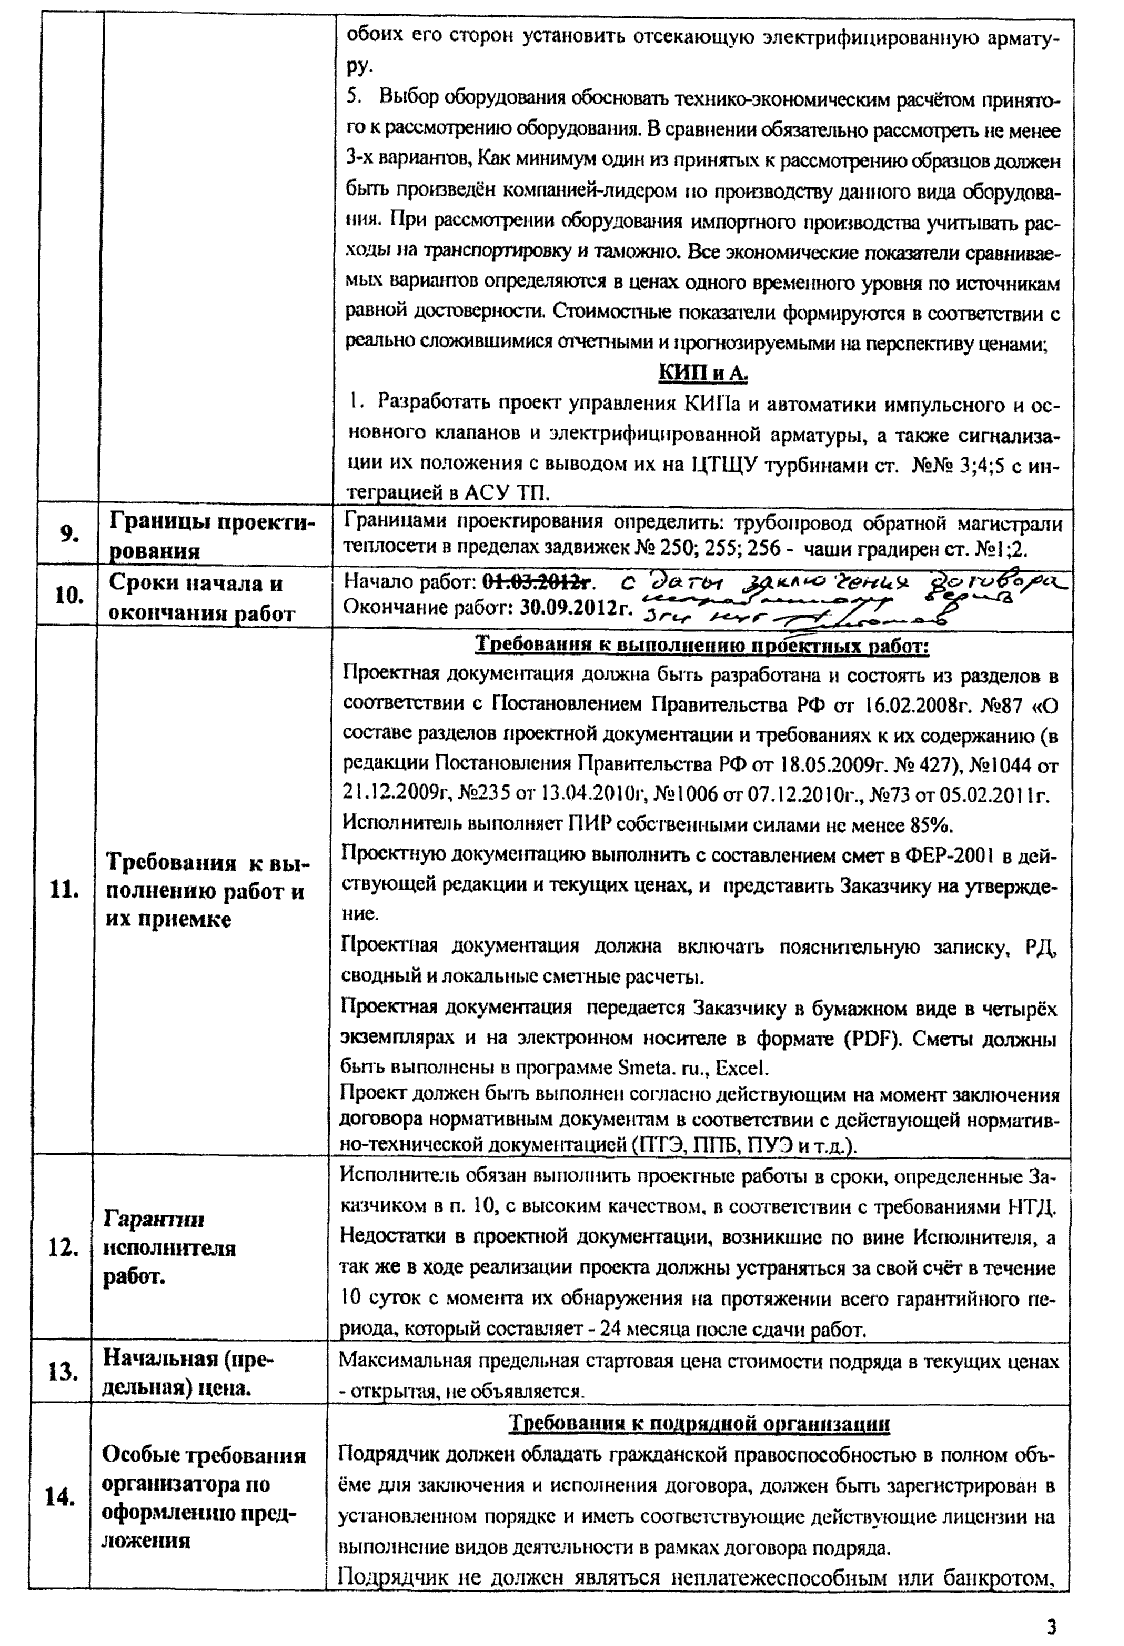 обоих его сторон установить отсекающую электрифицированную армату-
ру.
5. Выбор оборудования обосновать технико-экономическим расчётом принято-
го к рассмотрению оборудования. В сравнении обязательно рассмотреть не менее
3-х вариантов, Как минимум один из принятых к рассмотрению образцов должен
быть произведён компанией-лидером по производству данного вида оборудова-
ния. При рассмотрении оборудования импортного производства учитывать рас-
ходы на транспортировку и таможню. Все экономические показатели сравнивае-
мых вариантов определяются в ценах одного временного уровня по источникам
равной достоверности. Стоимостные показатели формируются в соответствии с
реально сложившимися отчетными и прогнозируемыми на перспективу ценами;
КИП и А.
1. Разработать проект управления КИПа и автоматики импульсного и ос-
новного клапанов и электрифицированной арматуры, а также сигнализа-
ции их положения с выводом их на ЦТЩУ турбинами ст. №№ 3;4;5 с ин-
теграцией в АСУ ТП.
9.
Границы проекти-
рования
Границами проектирования определить: трубопровод обратной магистрали
теплосети в пределах задвижек № 250; 255; 256 - чаши градирен ст. №1;2.
10.
Сроки начала и
окончания работ
Начало работ: 01.03.2012г. с даты заключения договора
Окончание работ: 30.09.2012г.
11.
Требования к вы-
полнению работ и
их приемке
Требования к выполнению проектных работ:
Проектная документация должна быть разработана и состоять из разделов в
соответствии с Постановлением Правительства РФ от 16.02.2008г. №87 «О
составе разделов проектной документации и требованиях к их содержанию (в
редакции Постановления Правительства РФ от 18.05.2009г. № 427), №1044 от
21.12.2009г, №235 от 13.04.2010г, №1006 от 07.12.2010г., №73 от 05.02.2011г.
Исполнитель выполняет ПИР собственными силами не менее 85%.
Проектную документацию выполнить с составлением смет в ФЕР-2001 в дей-
ствующей редакции и текущих ценах, и представить Заказчику на утвержде-
ние.
Проектная документация должна включать пояснительную записку, РД,
сводный и локальные сметные расчеты.
Проектная документация передается Заказчику в бумажном виде в четырёх
экземплярах и на электронном носителе в формате (PDF). Сметы должны
быть выполнены в программе Smeta. ru., Excel.
Проект должен быть выполнен согласно действующим на момент заключения
договора нормативным документам в соответствии с действующей норматив-
но-технической документацией (ПТЭ, ППБ, ПУЭ и т.д.).
12.
Гарантии
исполнителя
работ.
Исполнитель обязан выполнить проектные работы в сроки, определенные За-
казчиком в п. 10, с высоким качеством, в соответствии с требованиями НТД.
Недостатки в проектной документации, возникшие по вине Исполнителя, а
так же в ходе реализации проекта должны устраняться за свой счёт в течение
10 суток с момента их обнаружения на протяжении всего гарантийного пе-
риода, который составляет - 24 месяца после сдачи работ.
13.
Начальная (пре-
дельная) цена.
Максимальная предельная стартовая цена стоимости подряда в текущих ценах
- открытая, не объявляется.
14.
Особые требования
организатора по
оформлению пред-
ложения
Требования к подрядной организации
Подрядчик должен обладать гражданской правоспособностью в полном объ-
ёме для заключения и исполнения договора, должен быть зарегистрирован в
установленном порядке и иметь соответствующие действующие лицензии на
выполнение видов деятельности в рамках договора подряда.
Подрядчик не должен являться неплатежеспособным или банкротом,
3